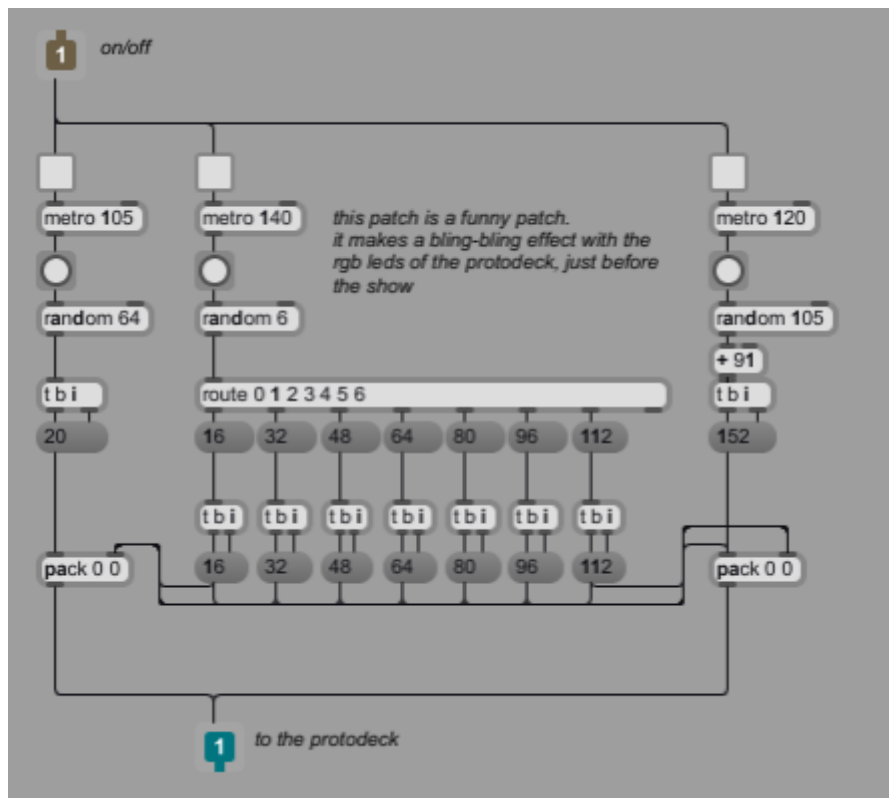 1 on/off
metro 105 metro 140 metro 120
this patch is a funny patch.
it makes a bling-bling effect with the
rgb leds of the protodeck, just before
the show
random 64 random 6 random 105
+ 91
t b i route 0 1 2 3 4 5 6 t b i
20 16 32 48 64 80 96 112 152
t b i t b i t b i t b i t b i t b i t b i
pack 0 0 16 32 48 64 80 96 112 pack 0 0
1 to the protodeck